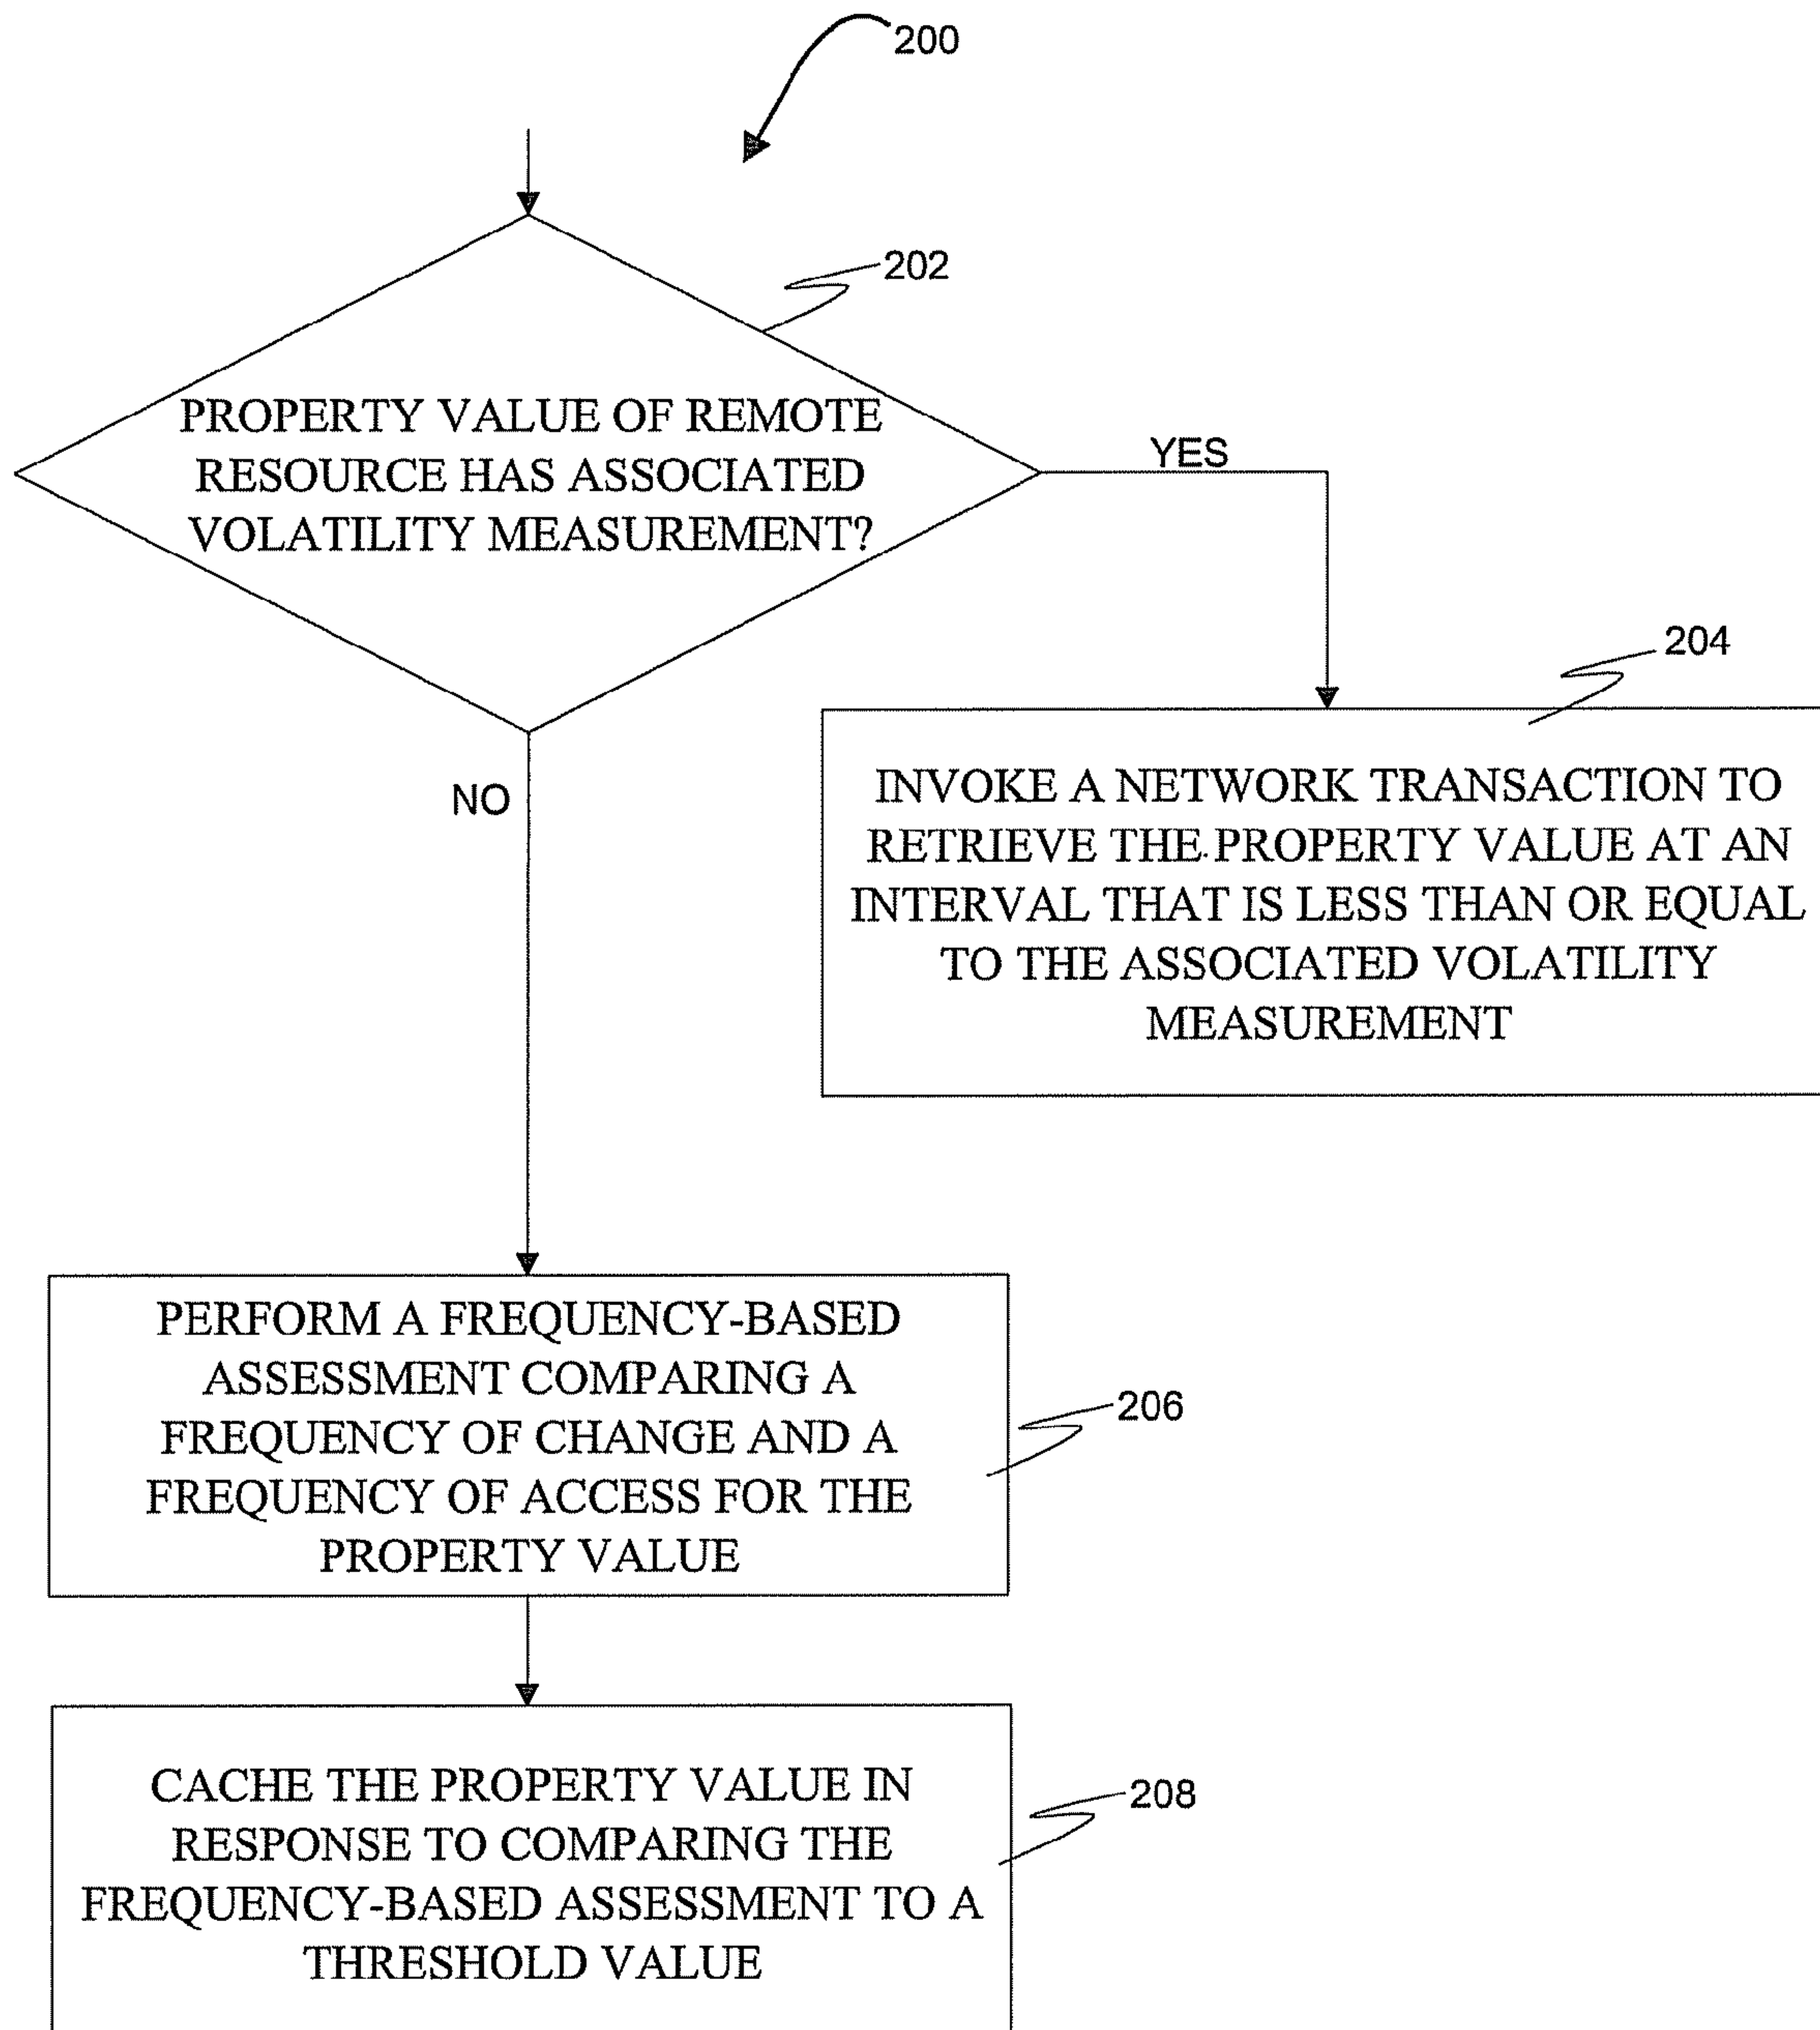 200
202
PROPERTY VALUE OF REMOTE
RESOURCE HAS ASSOCIATED
VOLATILITY MEASUREMENT?
YES
204
INVOKE A NETWORK TRANSACTION TO
RETRIEVE THE PROPERTY VALUE AT AN
INTERVAL THAT IS LESS THAN OR EQUAL
TO THE ASSOCIATED VOLATILITY
MEASUREMENT
NO
PERFORM A FREQUENCY-BASED
ASSESSMENT COMPARING A
FREQUENCY OF CHANGE AND A
FREQUENCY OF ACCESS FOR THE
PROPERTY VALUE
206
CACHE THE PROPERTY VALUE IN
RESPONSE TO COMPARING THE
FREQUENCY-BASED ASSESSMENT TO A
THRESHOLD VALUE
208